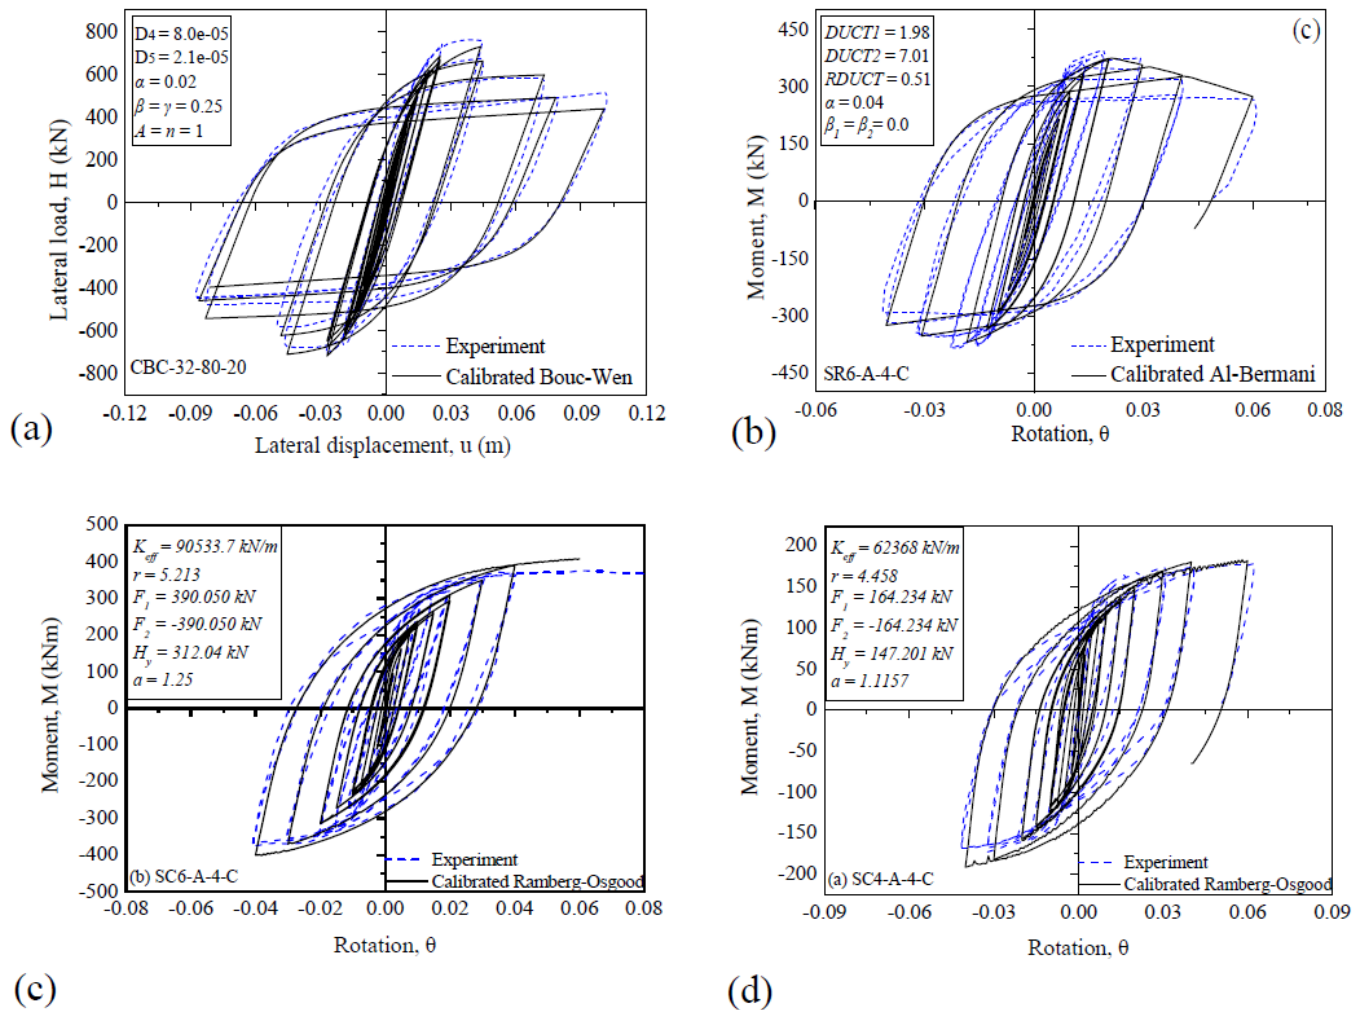 D4 = 8.0e-05
D5 = 2.1e-05
α = 0.02
β = γ = 0.25
A = n = 1
800
600
400
200
0
-200
-400
-600
-800
Lateral load, H (kN)
CBC-32-80-20
Experiment
Calibrated Bouc-Wen
-0.12 -0.09 -0.06 -0.03 0.00 0.03 0.06 0.09 0.12
Lateral displacement, u (m)
(a)
DUCT1 = 1.98
DUCT2 = 7.01
RDUCT = 0.51
α = 0.04
β1 = β2 = 0.0
(c)
450
300
150
0
-150
-300
-450
Moment, M (kN)
SR6-A-4-C
Experiment
Calibrated Al-Bermani
-0.06 -0.03 0.00 0.03 0.06 0.08
Rotation, θ
(b)
Keff = 90533.7 kN/m
r = 5.213
F1 = 390.050 kN
F2 = -390.050 kN
Hy = 312.04 kN
a = 1.25
500
400
300
200
100
0
-100
-200
-300
-400
-500
Moment, M (kNm)
(b) SC6-A-4-C
Experiment
Calibrated Ramberg-Osgood
-0.08 -0.06 -0.04 -0.02 0.00 0.02 0.04 0.06 0.08
Rotation, θ
(c)
Keff = 62368 kN/m
r = 4.458
F1 = 164.234 kN
F2 = -164.234 kN
Hy = 147.201 kN
a = 1.1157
200
150
100
50
0
-50
-100
-150
-200
Moment, M (kNm)
(a) SC4-A-4-C
Experiment
Calibrated Ramberg-Osgood
-0.09 -0.06 -0.03 0.00 0.03 0.06 0.09
Rotation, θ
(d)